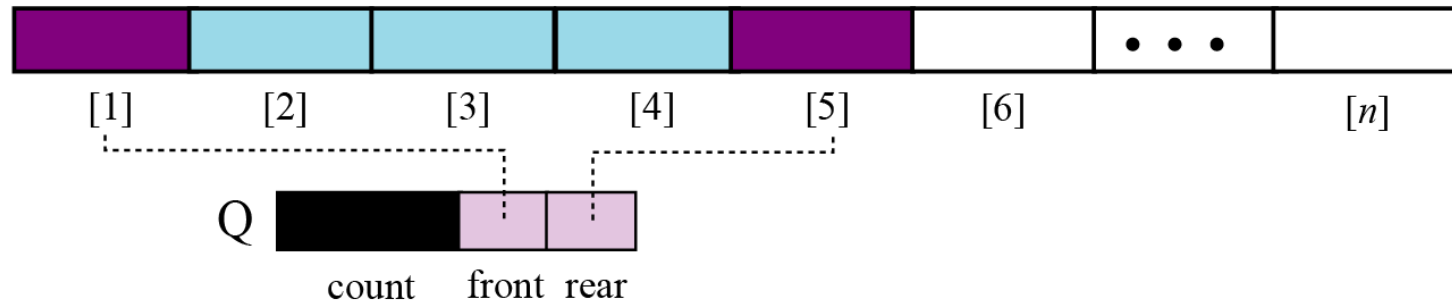 • • •
[1] [2] [3] [4] [5] [6] [n]
Q
count front rear